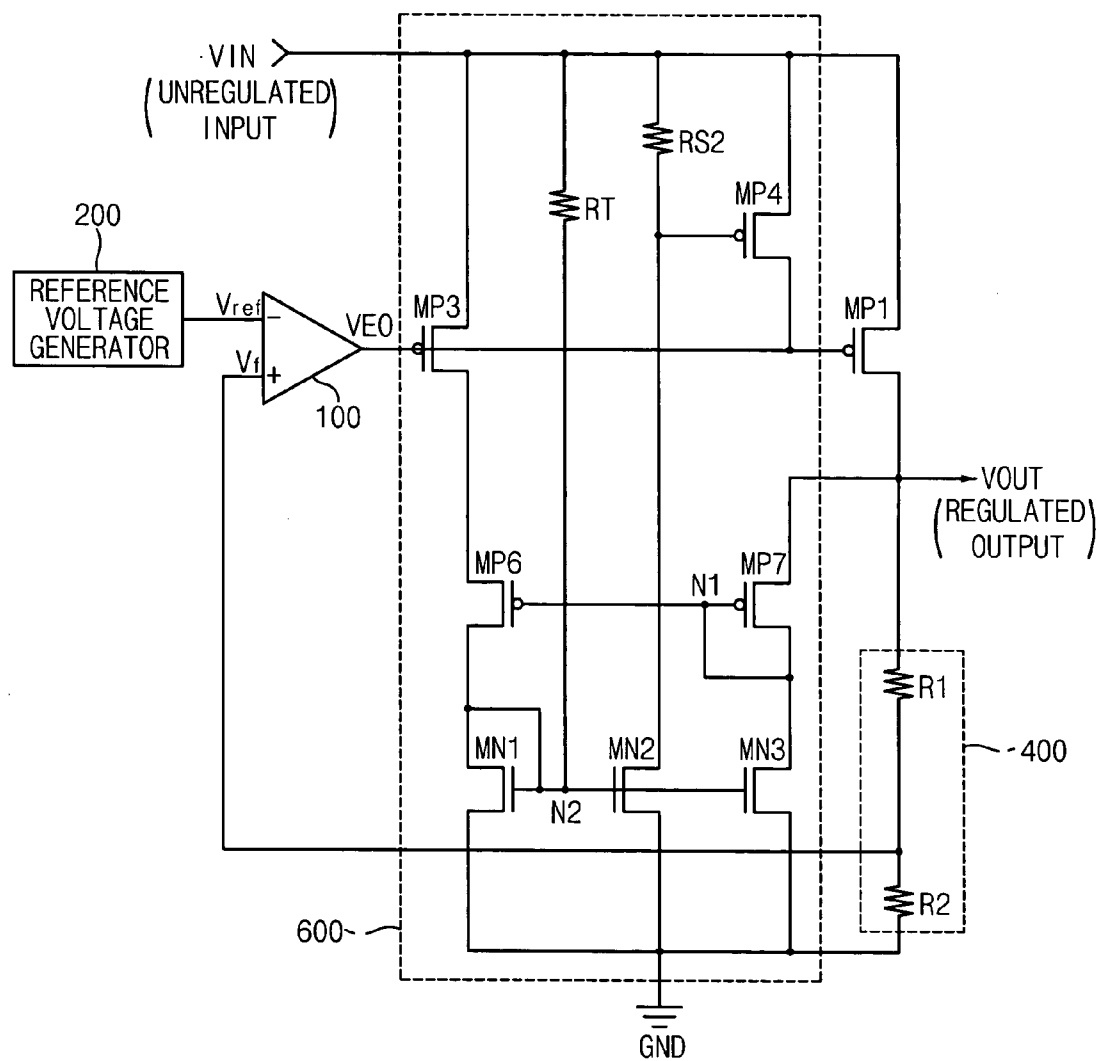 VIN
(UNREGULATED)
INPUT
RS2
MP4
RT
200
REFERENCE
VOLTAGE
GENERATOR
Vref
−
VEO
MP3
MP1
Vf
+
100
VOUT
(REGULATED)
OUTPUT
MP6
N1
MP7
R1
MN1
MN2
MN3
400
N2
R2
600
GND